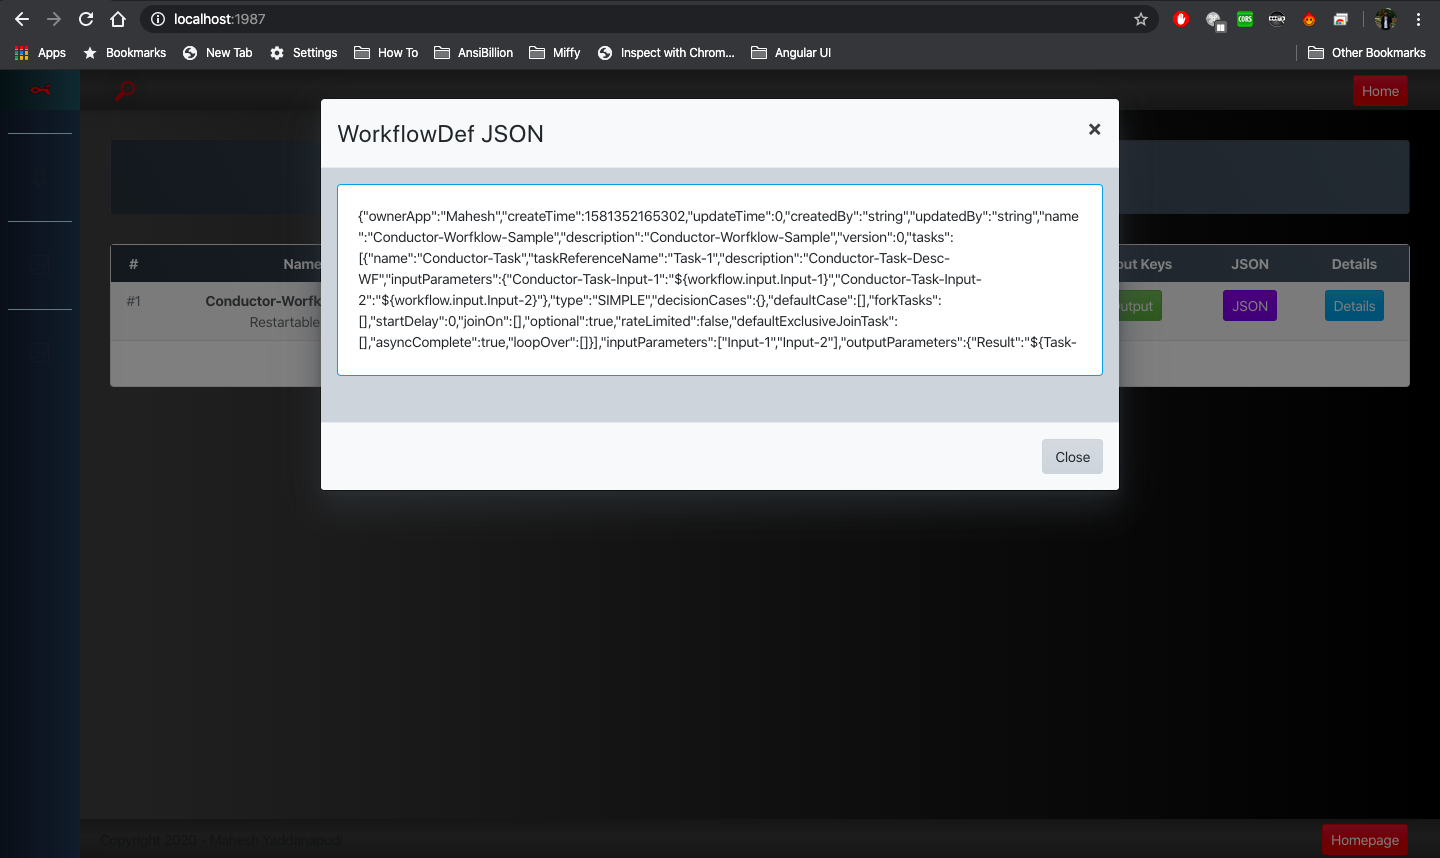 localhost:1987
Apps Bookmarks New Tab Settings How To AnsiBillion Miffy Inspect with Chrom... Angular UI Other Bookmarks
CORS
Home
WorkflowDef JSON
×
{"ownerApp":"Mahesh","createTime":1581352165302,"updateTime":0,"createdBy":"string","updatedBy":"string","name
":"Conductor-Worfklow-Sample","description":"Conductor-Worfklow-Sample","version":0,"tasks":
[{"name":"Conductor-Task","taskReferenceName":"Task-1","description":"Conductor-Task-Desc-
WF","inputParameters":{"Conductor-Task-Input-1":"${workflow.input.Input-1}","Conductor-Task-Input-
2":"${workflow.input.Input-2}"},"type":"SIMPLE","decisionCases":{},"defaultCase":[],"forkTasks":
[],"startDelay":0,"joinOn":[],"optional":true,"rateLimited":false,"defaultExclusiveJoinTask":
[],"asyncComplete":true,"loopOver":[]}],"inputParameters":["Input-1","Input-2"],"outputParameters":{"Result":"${Task-
Close
# Name out Keys JSON Details
#1 Conductor-Worfk utput JSON Details
Restartable
Copyright 2020 - Mahesh Yaddanapudi
Homepage